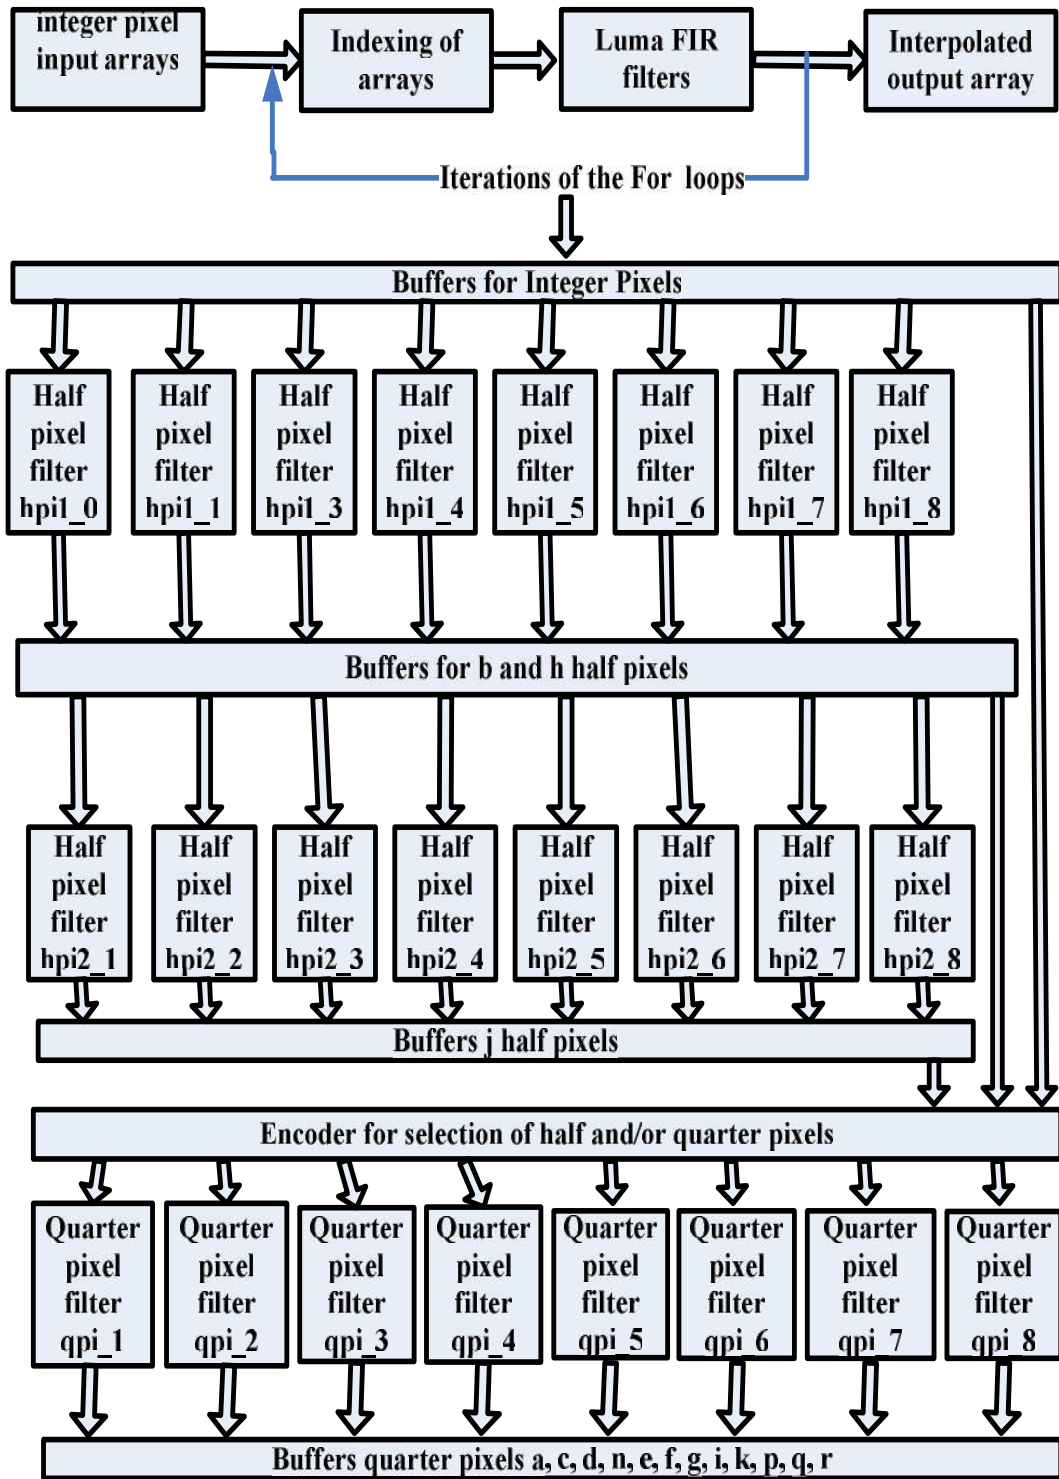 integer pixel
input arrays
Indexing of
arrays
Luma FIR
filters
Interpolated
output array
Iterations of the For loops
Buffers for Integer Pixels
Half
pixel
filter
hpi1_0
Half
pixel
filter
hpi1_1
Half
pixel
filter
hpi1_3
Half
pixel
filter
hpi1_4
Half
pixel
filter
hpi1_5
Half
pixel
filter
hpi1_6
Half
pixel
filter
hpi1_7
Half
pixel
filter
hpi1_8
Buffers for b and h half pixels
Half
pixel
filter
hpi2_1
Half
pixel
filter
hpi2_2
Half
pixel
filter
hpi2_3
Half
pixel
filter
hpi2_4
Half
pixel
filter
hpi2_5
Half
pixel
filter
hpi2_6
Half
pixel
filter
hpi2_7
Half
pixel
filter
hpi2_8
Buffers j half pixels
Encoder for selection of half and/or quarter pixels
Quarter
pixel
filter
qpi_1
Quarter
pixel
filter
qpi_2
Quarter
pixel
filter
qpi_3
Quarter
pixel
filter
qpi_4
Quarter
pixel
filter
qpi_5
Quarter
pixel
filter
qpi_6
Quarter
pixel
filter
qpi_7
Quarter
pixel
filter
qpi_8
Buffers quarter pixels a, c, d, n, e, f, g, i, k, p, q, r